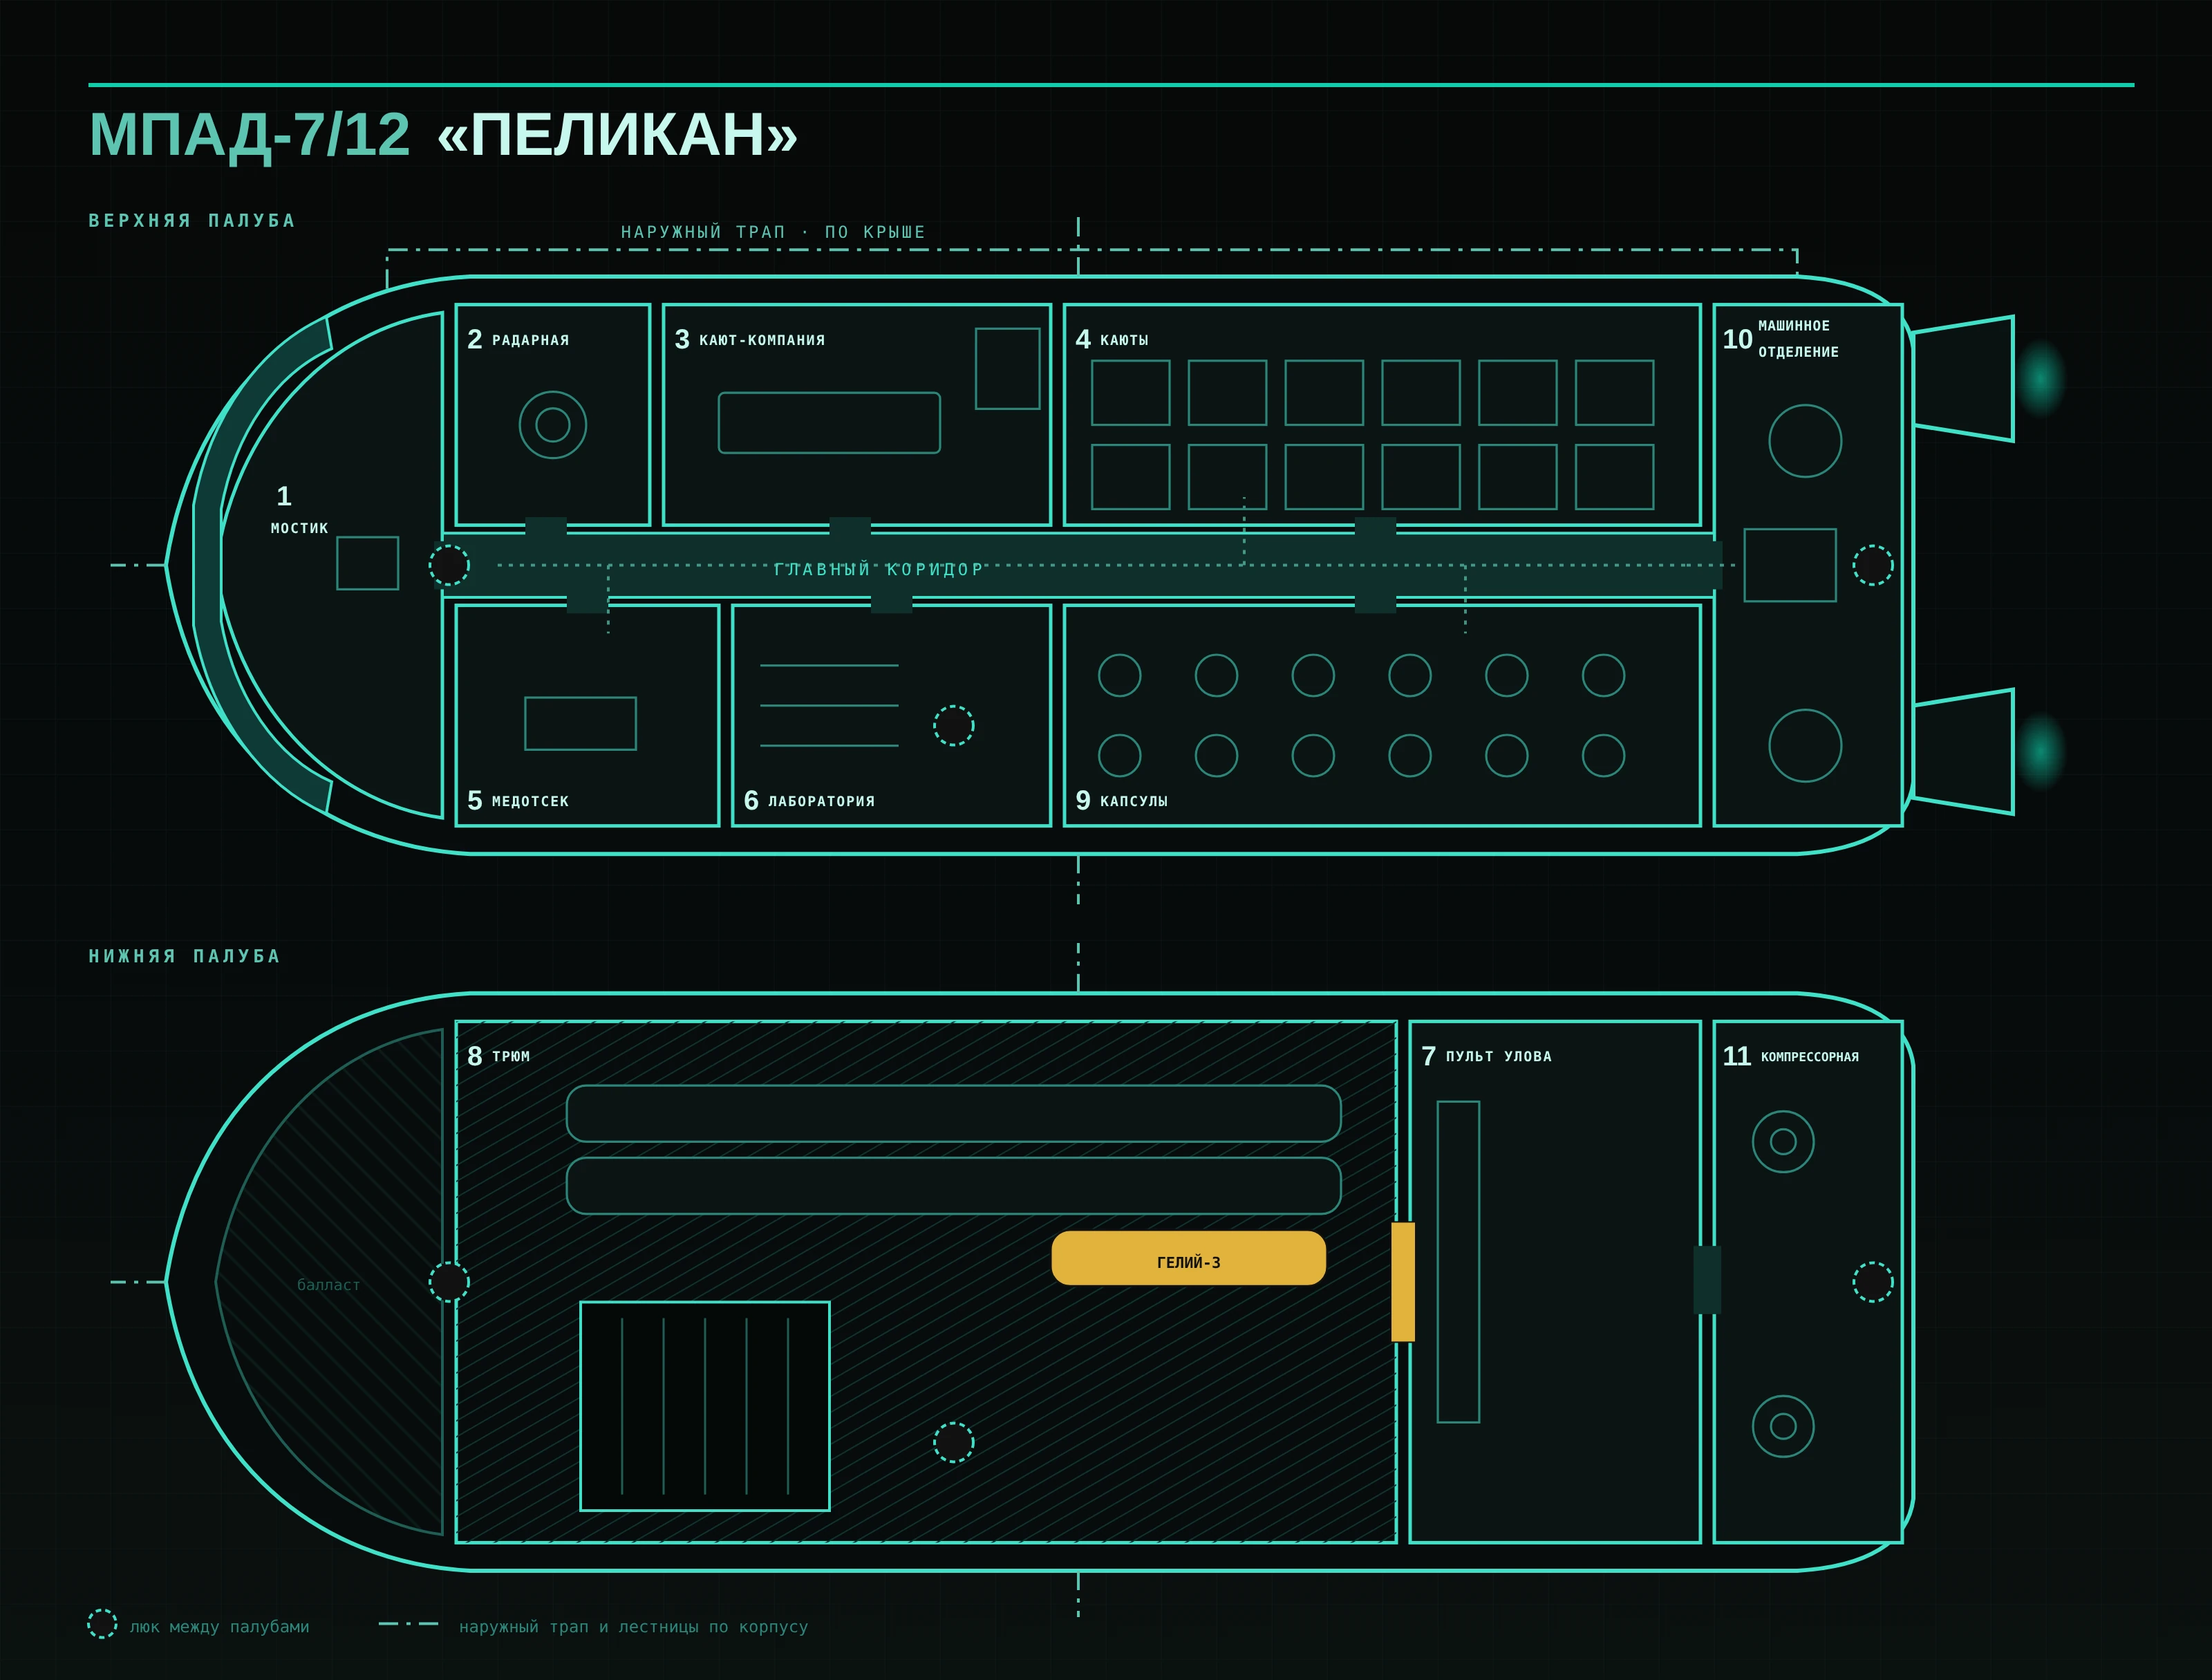 МПАД-7/12 «ПЕЛИКАН»
ВЕРХНЯЯ ПАЛУБА
НАРУЖНЫЙ ТРАП · ПО КРЫШЕ
2 РАДАРНАЯ
3 КАЮТ-КОМПАНИЯ
4 КАЮТЫ
10 МАШИННОЕ
ОТДЕЛЕНИЕ
1
МОСТИК
ГЛАВНЫЙ КОРИДОР
5 МЕДОТСЕК
6 ЛАБОРАТОРИЯ
9 КАПСУЛЫ
НИЖНЯЯ ПАЛУБА
8 ТРЮМ
7 ПУЛЬТ УЛОВА
11 КОМПРЕССОРНАЯ
ГЕЛИЙ-3
балласт
люк между палубами
наружный трап и лестницы по корпусу